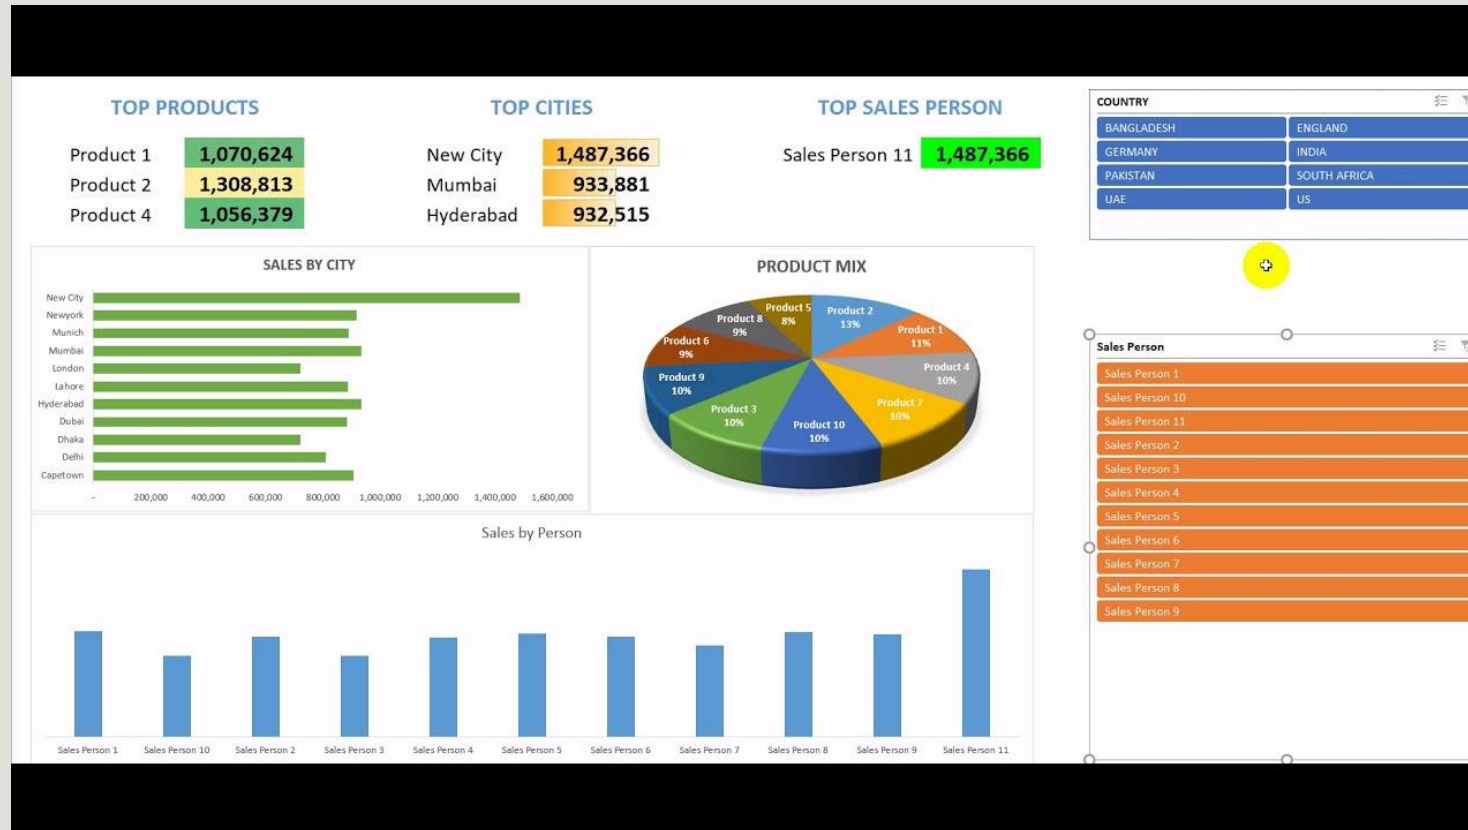 TOP PRODUCTS
Product 1 1,070,624
Product 2 1,308,813
Product 4 1,056,379
TOP CITIES
New City 1,487,366
Mumbai 933,881
Hyderabad 932,515
TOP SALES PERSON
Sales Person 11 1,487,366
COUNTRY
BANGLADESH ENGLAND
GERMANY INDIA
PAKISTAN SOUTH AFRICA
UAE US
SALES BY CITY
New City
Newyork
Munich
Mumbai
London
Lahore
Hyderabad
Dubai
Dhaka
Delhi
Capetown
- 200,000 400,000 600,000 800,000 1,000,000 1,200,000 1,400,000 1,600,000
PRODUCT MIX
Product 2
13%
Product 1
11%
Product 4
10%
Product 7
10%
Product 10
10%
Product 3
10%
Product 9
10%
Product 6
9%
Product 8
9%
Product 5
8%
Sales Person
Sales Person 1
Sales Person 10
Sales Person 11
Sales Person 2
Sales Person 3
Sales Person 4
Sales Person 5
Sales Person 6
Sales Person 7
Sales Person 8
Sales Person 9
Sales by Person
Sales Person 1 Sales Person 10 Sales Person 2 Sales Person 3 Sales Person 4 Sales Person 5 Sales Person 6 Sales Person 7 Sales Person 8 Sales Person 9 Sales Person 11